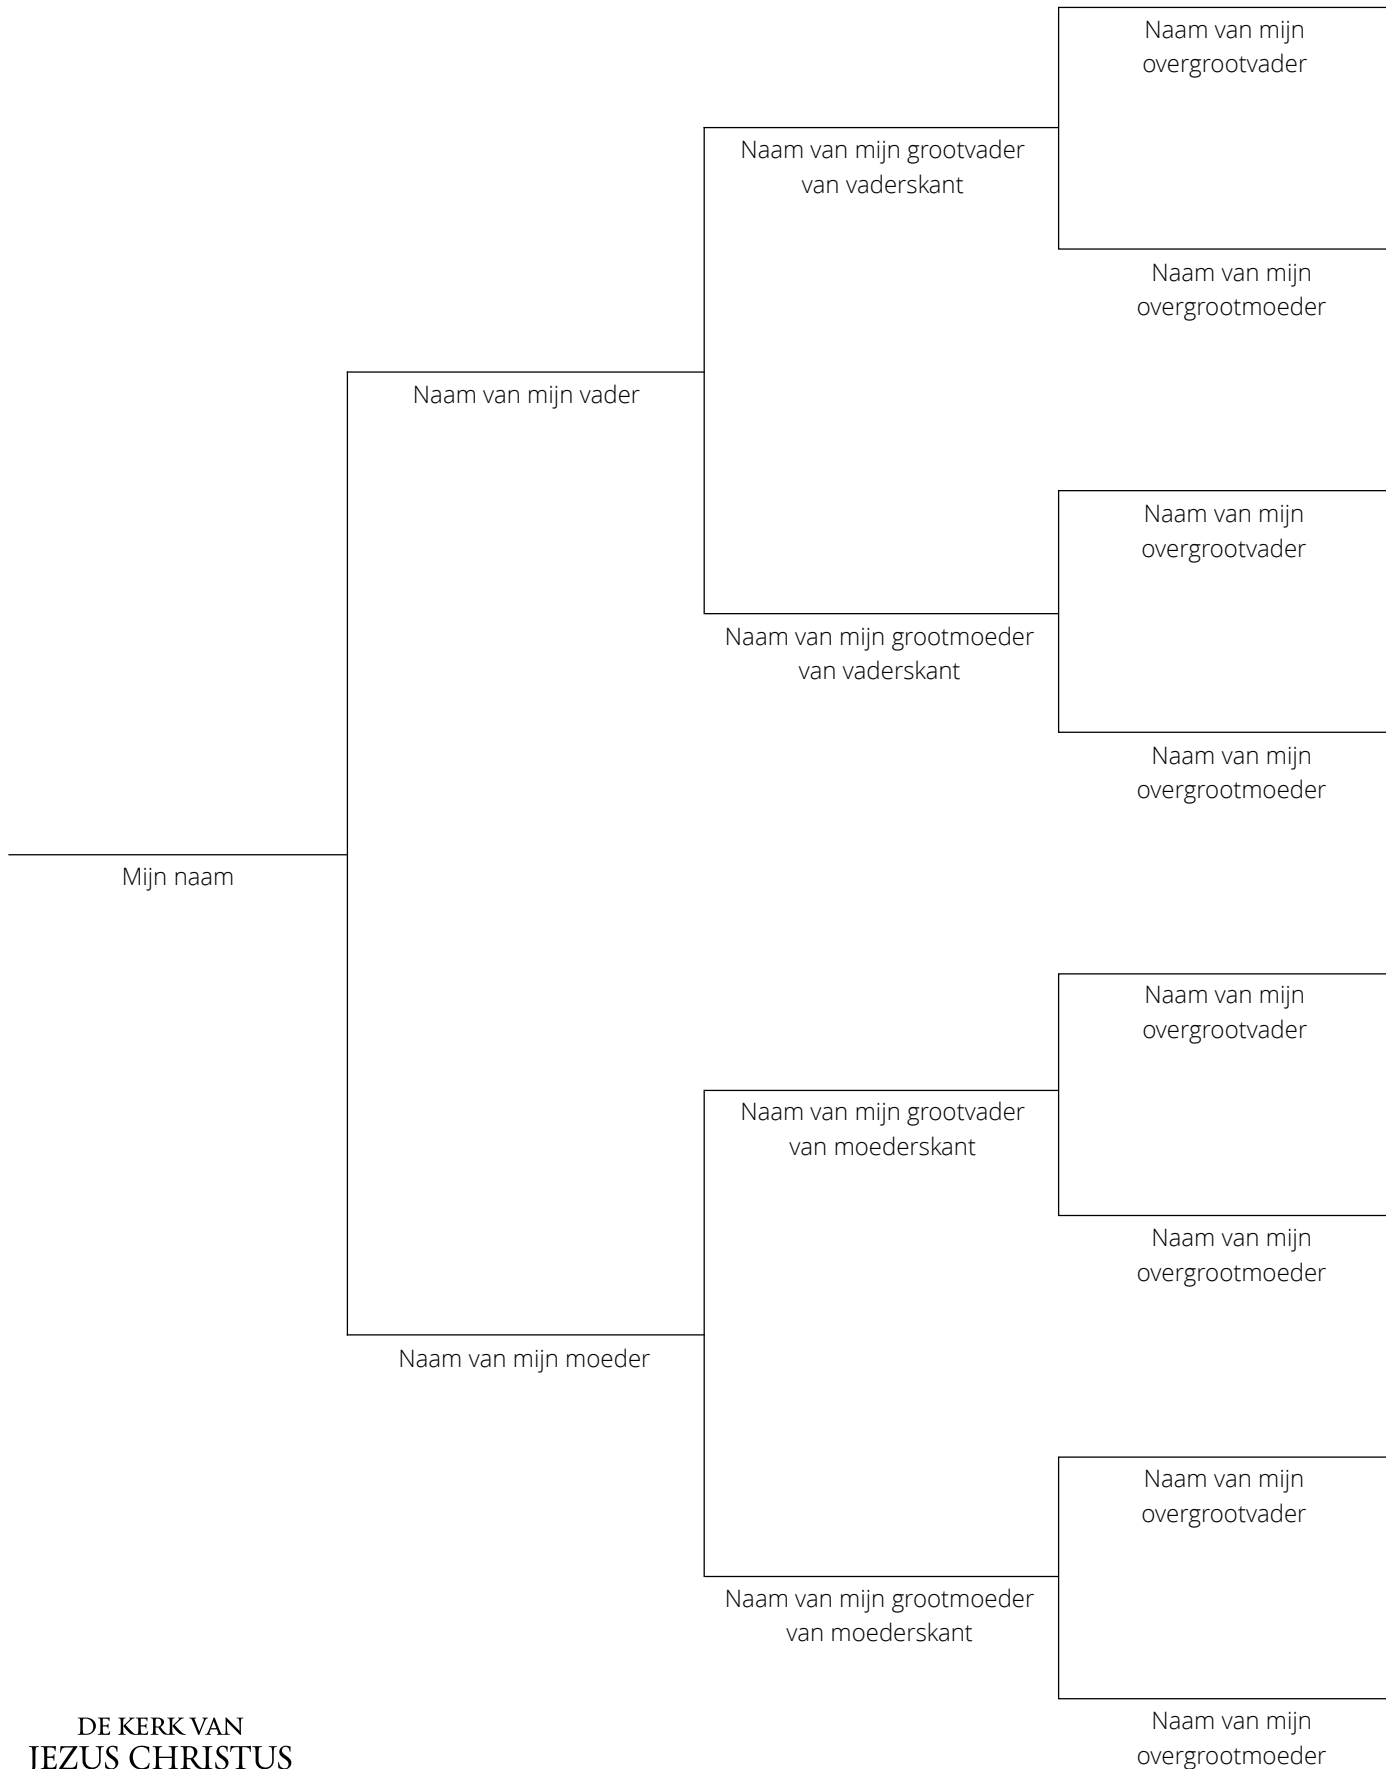 Naam van mijn
overgrootvader
Naam van mijn grootvader
van vaderskant
Naam van mijn
overgrootmoeder
Naam van mijn vader
Naam van mijn
overgrootvader
Naam van mijn grootmoeder
van vaderskant
Naam van mijn
overgrootmoeder
Mijn naam
Naam van mijn
overgrootvader
Naam van mijn grootvader
van moederskant
Naam van mijn
overgrootmoeder
Naam van mijn moeder
Naam van mijn
overgrootvader
Naam van mijn grootmoeder
van moederskant
Naam van mijn
overgrootmoeder
DE KERK VAN
JEZUS CHRISTUS